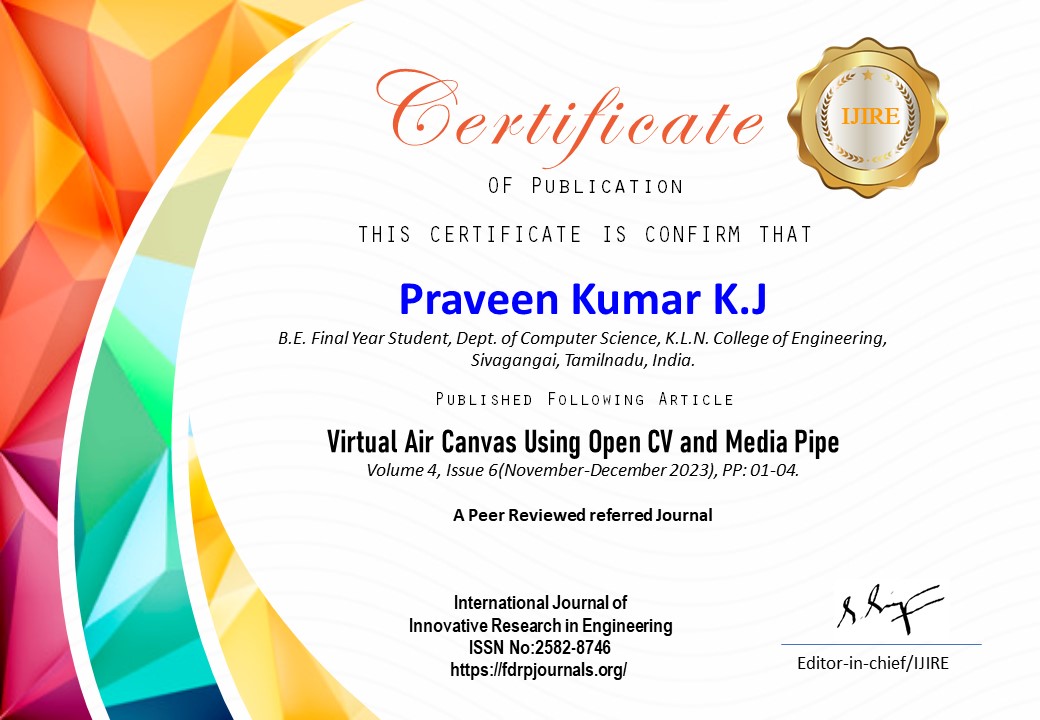 Certificate
IJIRE
OF PUBLICATION
THIS CERTIFICATE IS CONFIRM THAT
Praveen Kumar K.J
B.E. Final Year Student, Dept. of Computer Science, K.L.N. College of Engineering,
Sivagangai, Tamilnadu, India.
PUBLISHED FOLLOWING ARTICLE
Virtual Air Canvas Using Open CV and Media Pipe
Volume 4, Issue 6(November-December 2023), PP: 01-04.
A Peer Reviewed referred Journal
International Journal of
Innovative Research in Engineering
ISSN No:2582-8746
https://fdrpjournals.org/
Editor-in-chief/IJIRE